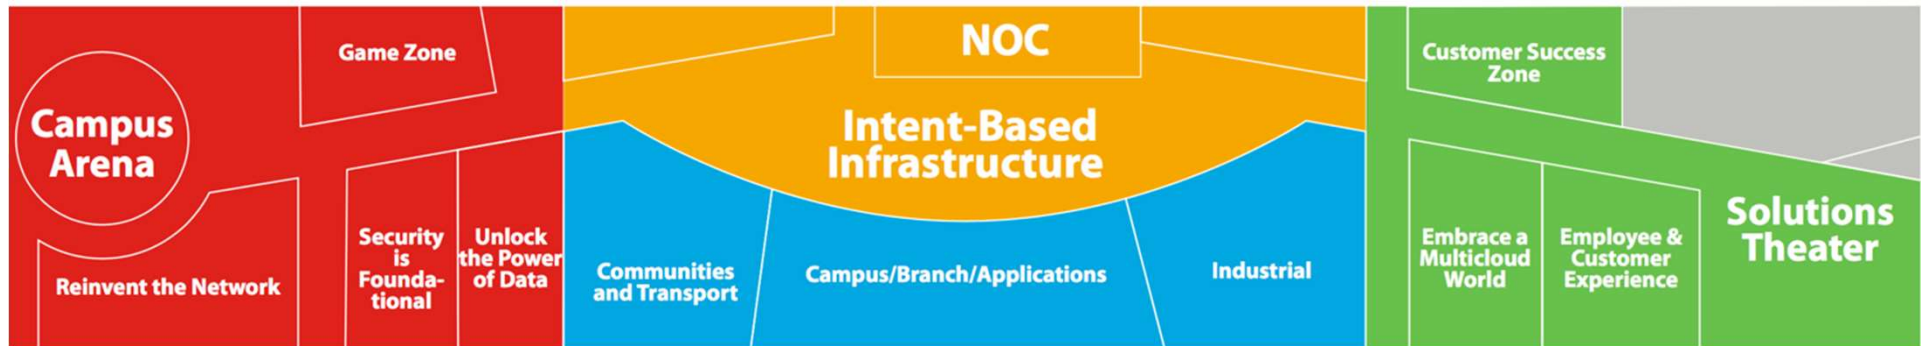 Campus
Arena
Game Zone
Reinvent the Network
Security
is
Founda-
tional
Unlock
the Power
of Data
NOC
Intent-Based
Infrastructure
Communities
and Transport
Campus/Branch/Applications
Industrial
Customer Success
Zone
Embrace a
Multicloud
World
Employee &
Customer
Experience
Solutions
Theater